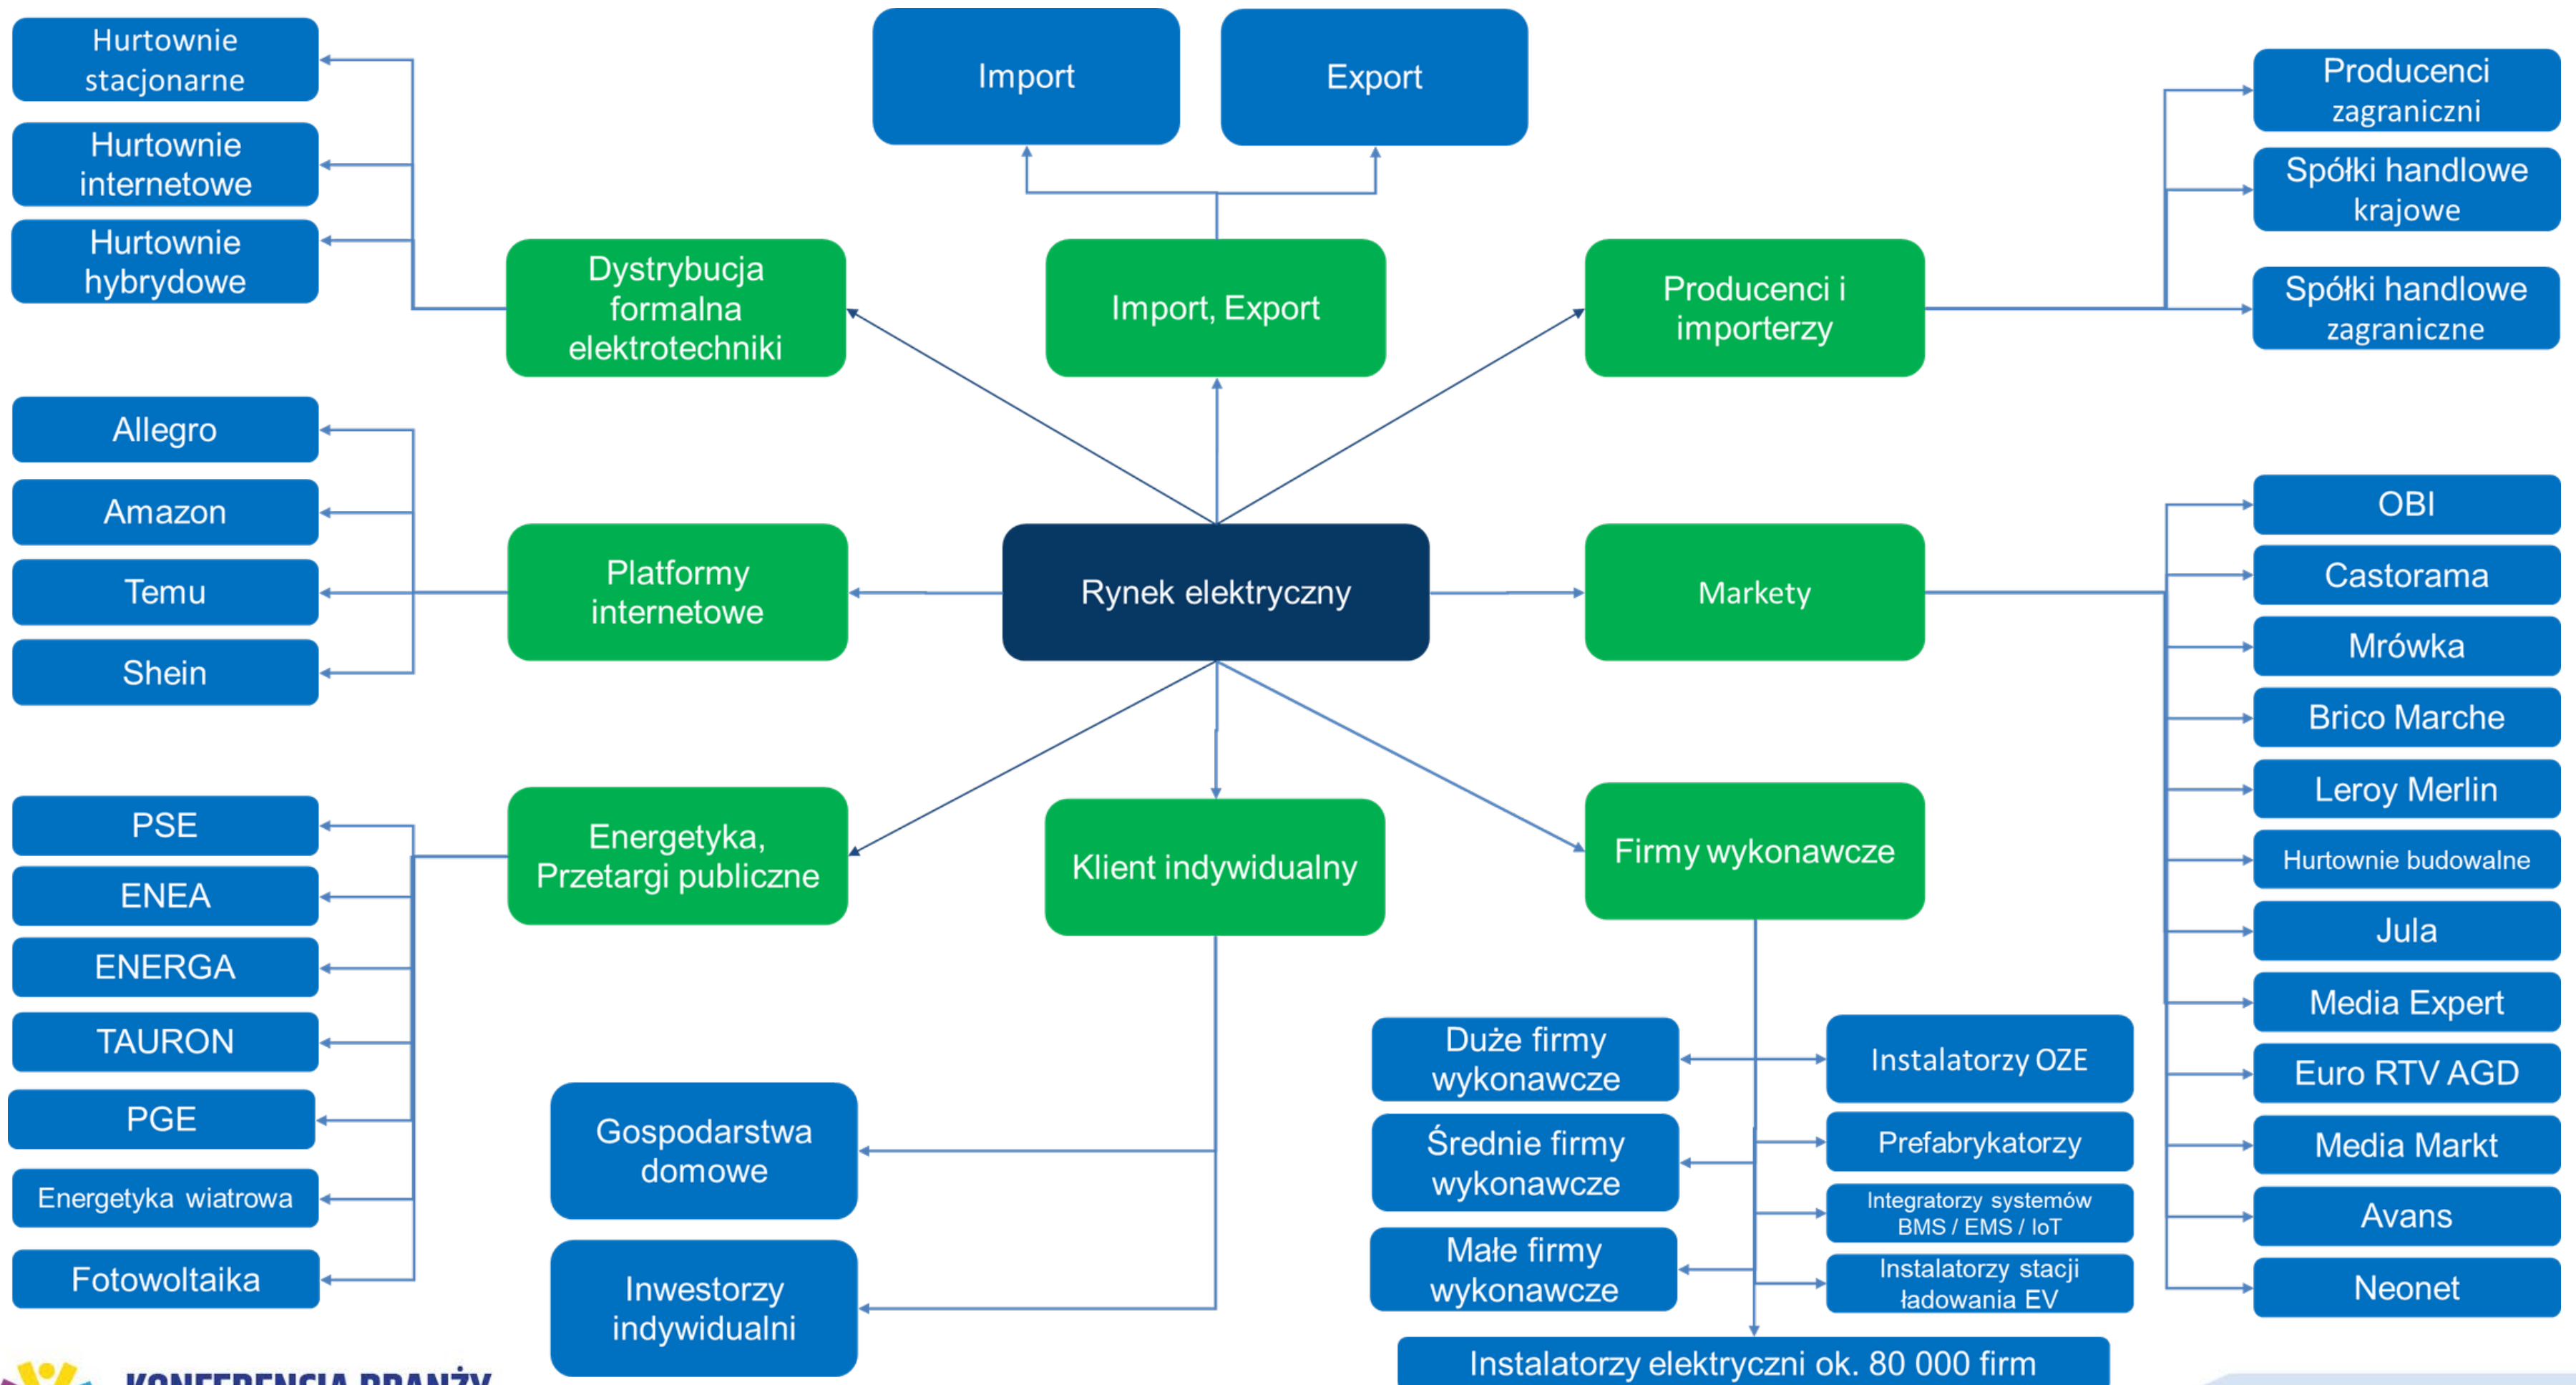 Hurtownie
stacjonarne
Hurtownie
internetowe
Hurtownie
hybrydowe
Dystrybucja
formalna
elektrotechniki
Import
Export
Import, Export
Producenci i
importerzy
Producenci
zagraniczni
Spółki handlowe
krajowe
Spółki handlowe
zagraniczne
Allegro
Amazon
Temu
Shein
Platformy
internetowe
Rynek elektryczny
Markety
OBI
Castorama
Mrówka
Brico Marche
Leroy Merlin
Hurtownie budowalne
Jula
Media Expert
Euro RTV AGD
Media Markt
Avans
Neonet
PSE
ENEA
ENERGA
TAURON
PGE
Energetyka wiatrowa
Fotowoltaika
Energetyka,
Przetargi publiczne
Klient indywidualny
Gospodarstwa
domowe
Inwestorzy
indywidualni
Firmy wykonawcze
Duże firmy
wykonawcze
Średnie firmy
wykonawcze
Małe firmy
wykonawcze
Instalatorzy OZE
Prefabrykatorzy
Integratorzy systemów
BMS / EMS / IoT
Instalatorzy stacji
ładowania EV
Instalatorzy elektryczni ok. 80 000 firm
KONFERENCJA BRANŻY